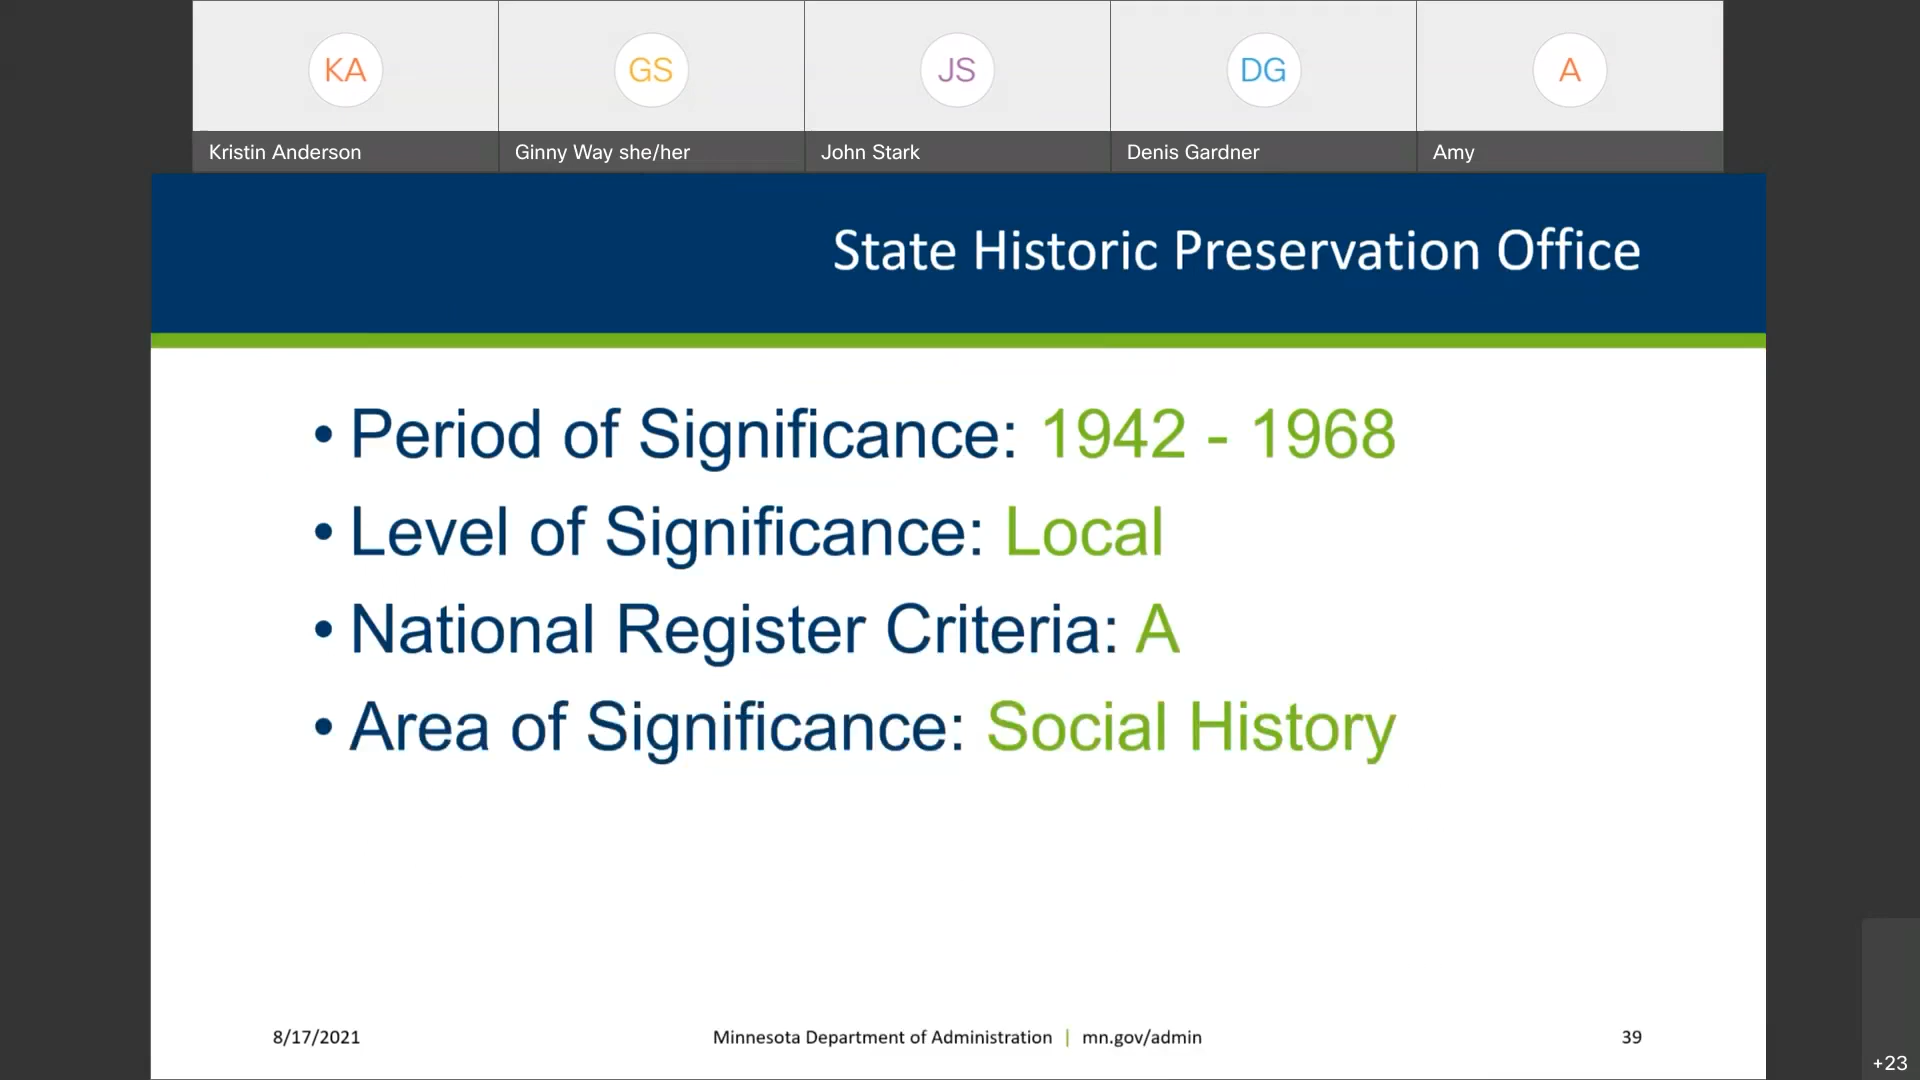 KA
GS
JS
DG
A
Kristin Anderson
Ginny Way she/her
John Stark
Denis Gardner
Amy
State Historic Preservation Office
• Period of Significance: 1942 - 1968
• Level of Significance: Local
• National Register Criteria: A
• Area of Significance: Social History
8/17/2021
Minnesota Department of Administration | mn.gov/admin
39
+23